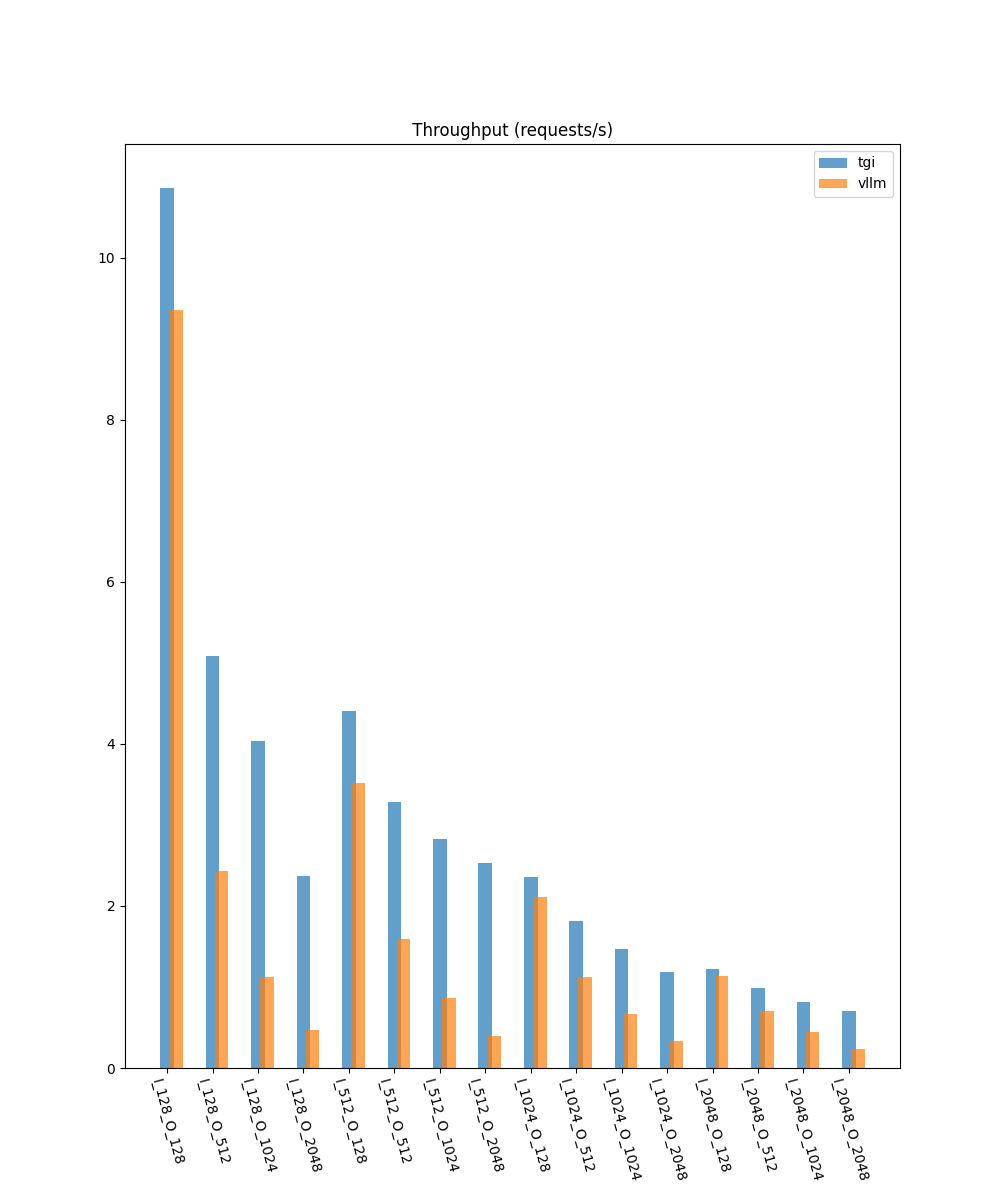 Throughput (requests/s)
tgi
vllm
10
8
6
4
2
0
I_128_O_128
I_128_O_512
I_128_O_1024
I_128_O_2048
I_512_O_128
I_512_O_512
I_512_O_1024
I_512_O_2048
I_1024_O_128
I_1024_O_512
I_1024_O_1024
I_1024_O_2048
I_2048_O_128
I_2048_O_512
I_2048_O_1024
I_2048_O_2048